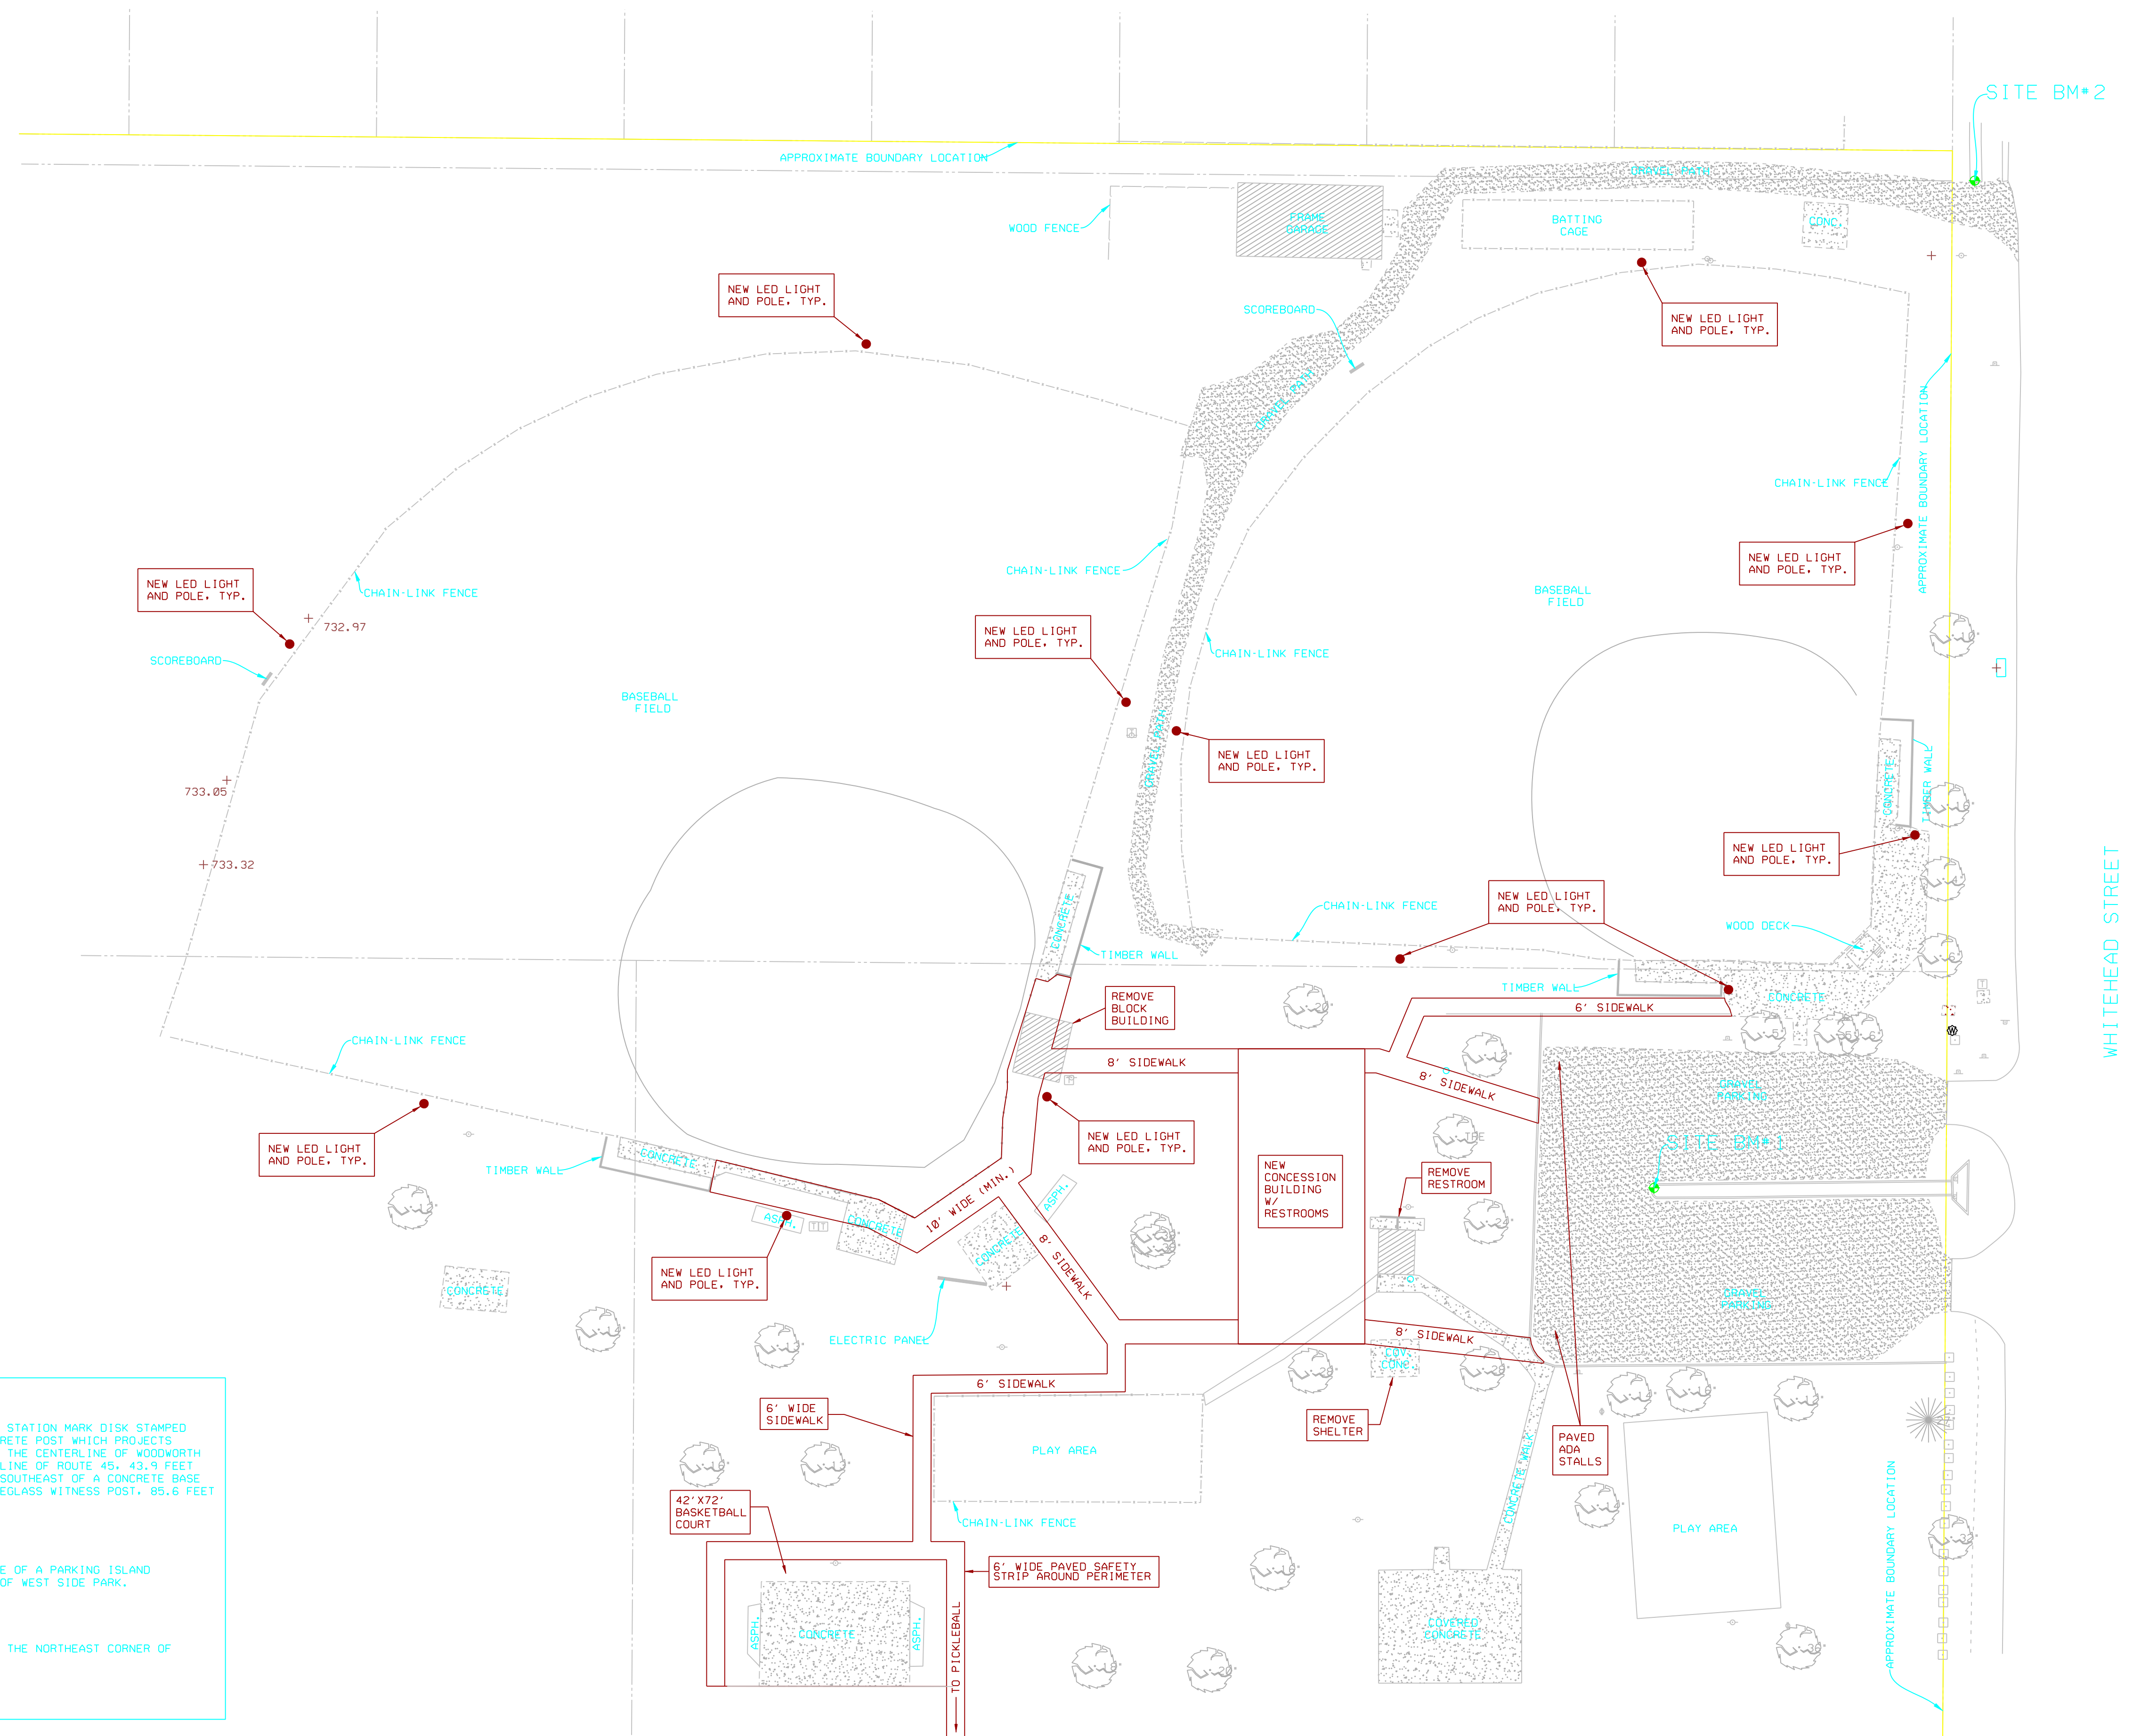 SITE BM#2
APPROXIMATE BOUNDARY LOCATION
GRAVEL PATH
WOOD FENCE
FRAME
GARAGE
BATTING
CAGE
CONC.
NEW LED LIGHT
AND POLE, TYP.
SCOREBOARD
NEW LED LIGHT
AND POLE, TYP.
GRAVEL PATH
APPROXIMATE BOUNDARY LOCATION
CHAIN-LINK FENCE
NEW LED LIGHT
AND POLE, TYP.
CHAIN-LINK FENCE
NEW LED LIGHT
AND POLE, TYP.
CHAIN-LINK FENCE
732.97
BASEBALL
FIELD
NEW LED LIGHT
AND POLE, TYP.
CHAIN-LINK FENCE
SCOREBOARD
BASEBALL
FIELD
GRAVEL PATH
NEW LED LIGHT
AND POLE, TYP.
CONCRETE
TIMBER WALL
733.05
733.32
NEW LED LIGHT
AND POLE, TYP.
WHITEHEAD STREET
NEW LED LIGHT
AND POLE, TYP.
CHAIN-LINK FENCE
WOOD DECK
CONCRETE
TIMBER WALL
TIMBER WALL
CONCRETE
REMOVE
BLOCK
BUILDING
6' SIDEWALK
CHAIN-LINK FENCE
8' SIDEWALK
8' SIDEWALK
GRAVEL
PARKING
NEW LED LIGHT
AND POLE, TYP.
NEW LED LIGHT
AND POLE, TYP.
SITE BM#1
TIMBER WALL
CONCRETE
10' WIDE (MIN.)
ASPH.
NEW
CONCESSION
BUILDING
W/
RESTROOMS
REMOVE
RESTROOM
ASPH.
CONCRETE
CONCRETE
8' SIDEWALK
NEW LED LIGHT
AND POLE, TYP.
CONCRETE
ELECTRIC PANEL
GRAVEL
PARKING
8' SIDEWALK
COV.
CONC.
6' SIDEWALK
6' WIDE
SIDEWALK
REMOVE
SHELTER
PAVED
ADA
STALLS
PLAY AREA
STATION MARK DISK STAMPED
RETE POST WHICH PROJECTS
THE CENTERLINE OF WOODWORTH
LINE OF ROUTE 45, 43.9 FEET
SOUTHEAST OF A CONCRETE BASE
EGLASS WITNESS POST, 85.6 FEET
42'X72'
BASKETBALL
COURT
CHAIN-LINK FENCE
CONCRETE WALK
PLAY AREA
APPROXIMATE BOUNDARY LOCATION
E OF A PARKING ISLAND
OF WEST SIDE PARK.
6' WIDE PAVED SAFETY
STRIP AROUND PERIMETER
ASPH.
CONCRETE
ASPH.
TO PICKLEBALL
COVERED
CONCRETE
THE NORTHEAST CORNER OF